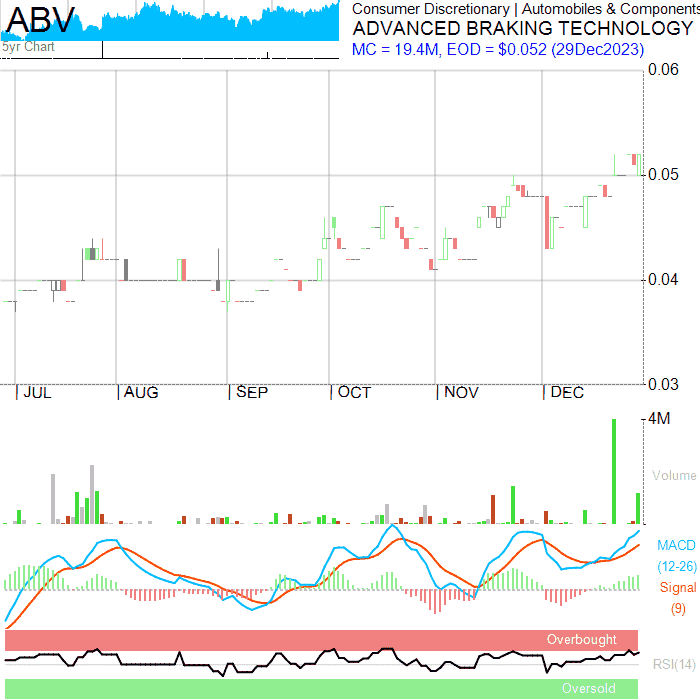 ABV
5yr Chart
Consumer Discretionary | Automobiles & Components
ADVANCED BRAKING TECHNOLOGY
MC = 19.4M, EOD = $0.052 (29Dec2023)
0.06
0.05
0.04
0.03
JUL AUG SEP OCT NOV DEC
4M
Volume
MACD
(12-26)
Signal
(9)
Overbought
RSI(14)
Oversold